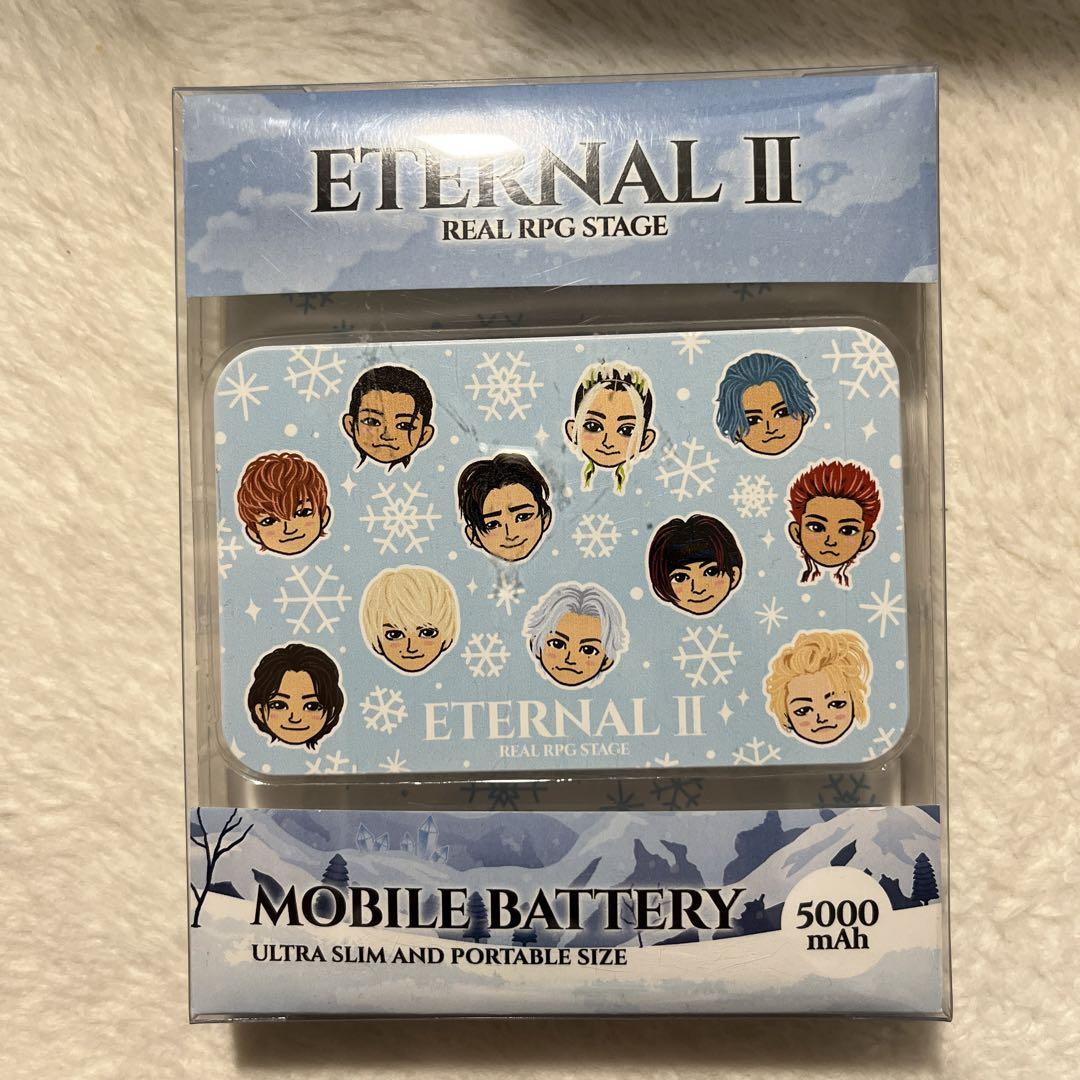 ETERNAL II
REAL RPG STAGE
ETERNAL II
REAL RPG STAGE
MOBILE BATTERY
ULTRA SLIM AND PORTABLE SIZE
5000
mAh